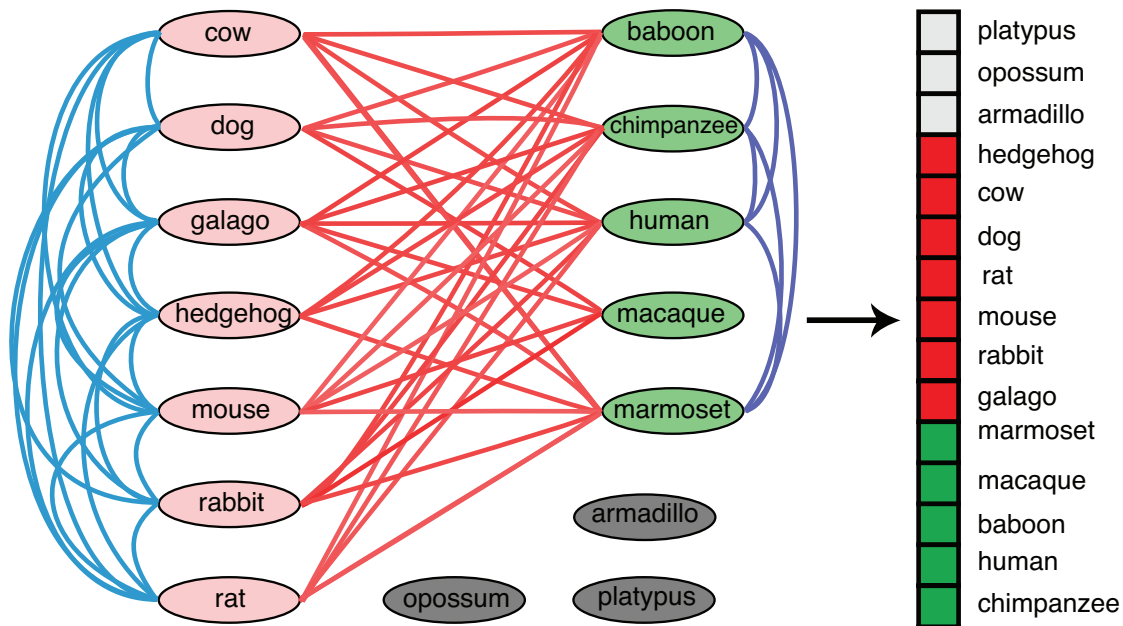 cow
dog
galago
hedgehog
mouse
rabbit
rat
baboon
chimpanzee
human
macaque
marmoset
armadillo
opossum
platypus
platypus
opossum
armadillo
hedgehog
cow
dog
rat
mouse
rabbit
galago
marmoset
macaque
baboon
human
chimpanzee